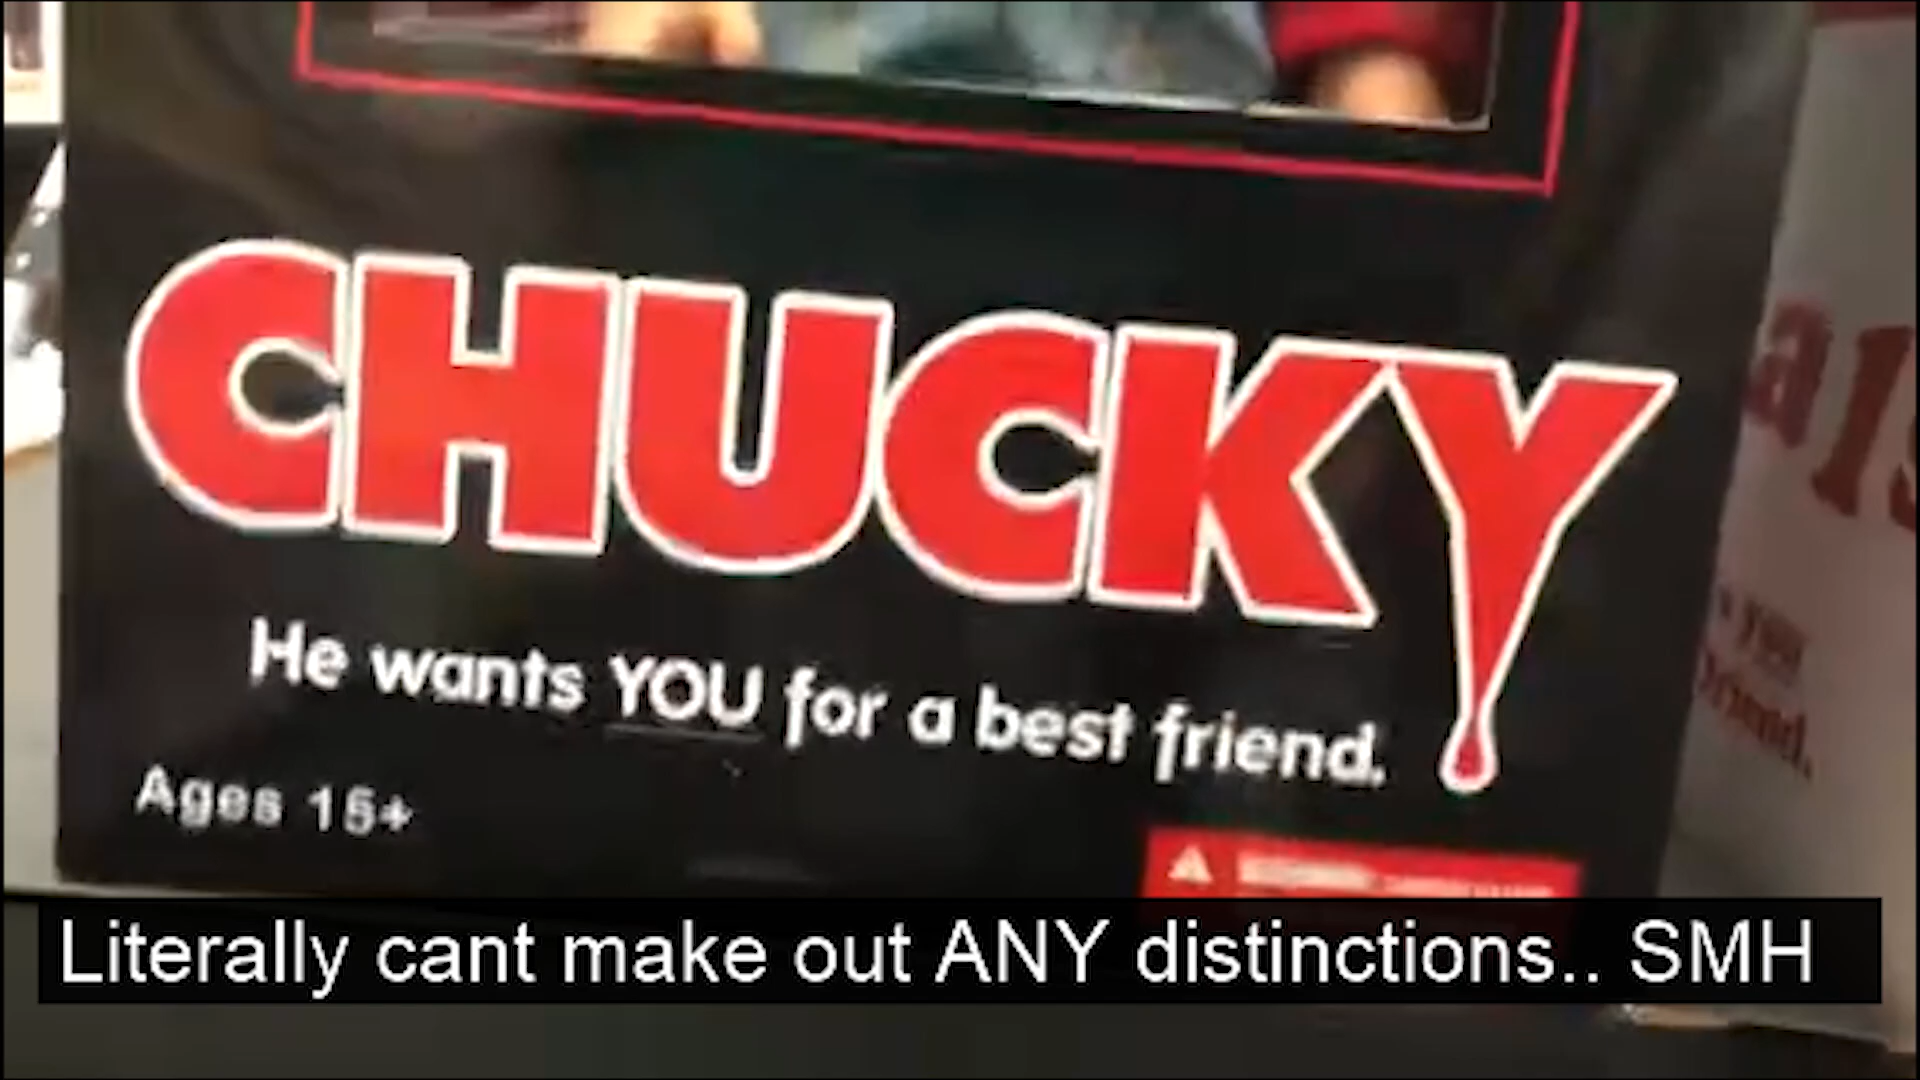 CHUCKY
He wants YOU for a best friend.
Ages 15+
Literally cant make out ANY distinctions.. SMH